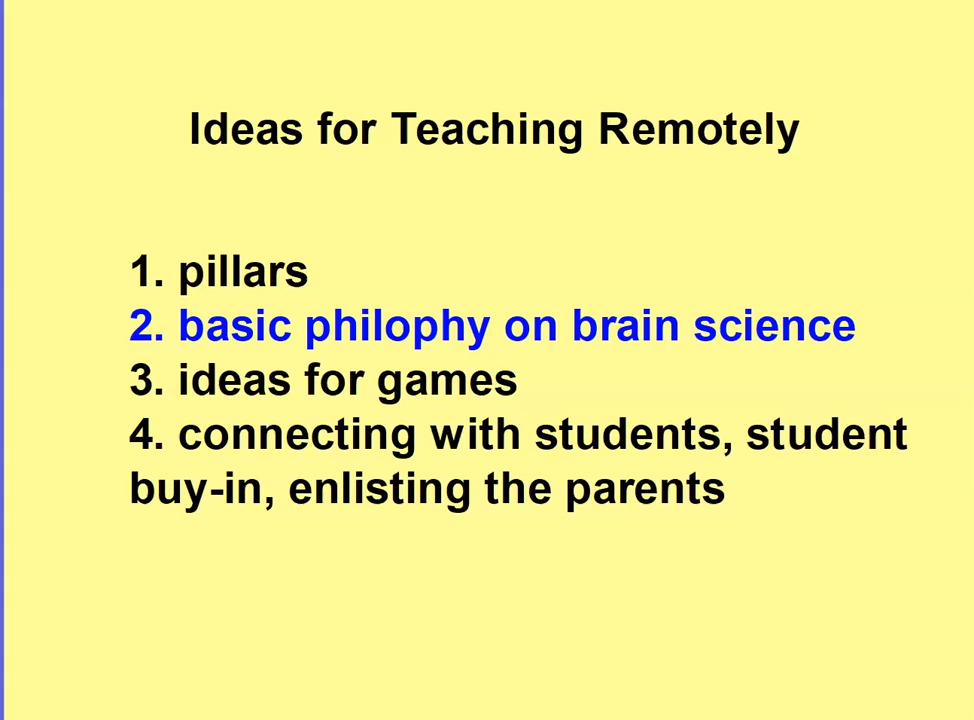 Ideas for Teaching Remotely
1. pillars
2. basic philophy on brain science
3. ideas for games
4. connecting with students, student
buy-in, enlisting the parents